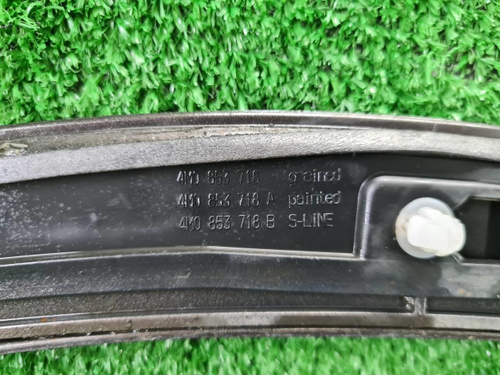 4M0 853 718 grained
4M0 853 718 A painted
4M0 853 718 B S-LINE